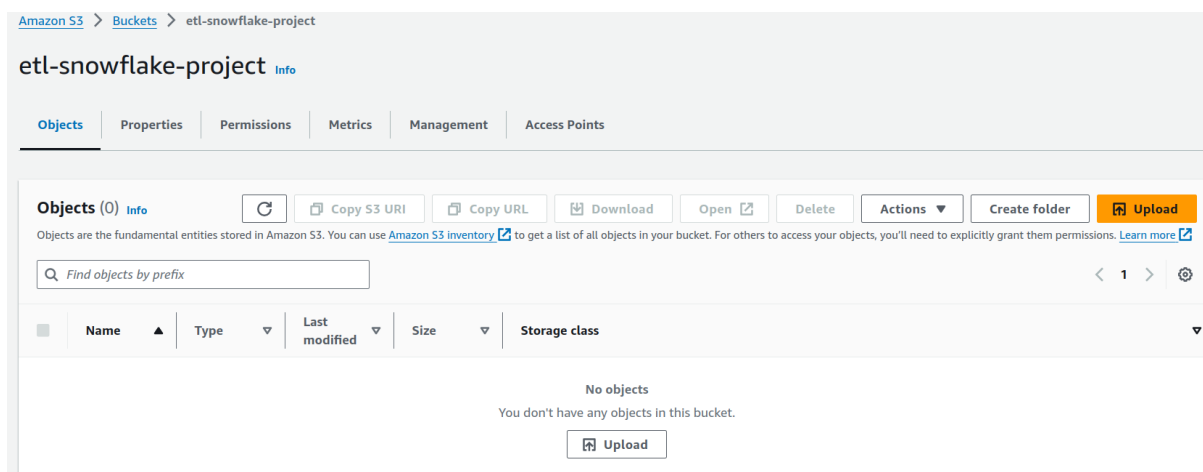 Amazon S3 > Buckets > etl-snowflake-project
etl-snowflake-project Info
Objects Properties Permissions Metrics Management Access Points
Objects (0) Info Copy S3 URI Copy URL Download Open Delete Actions Create folder Upload
Objects are the fundamental entities stored in Amazon S3. You can use Amazon S3 inventory to get a list of all objects in your bucket. For others to access your objects, you'll need to explicitly grant them permissions. Learn more
Find objects by prefix 1
Name Type Last modified Size Storage class
No objects
You don't have any objects in this bucket.
Upload